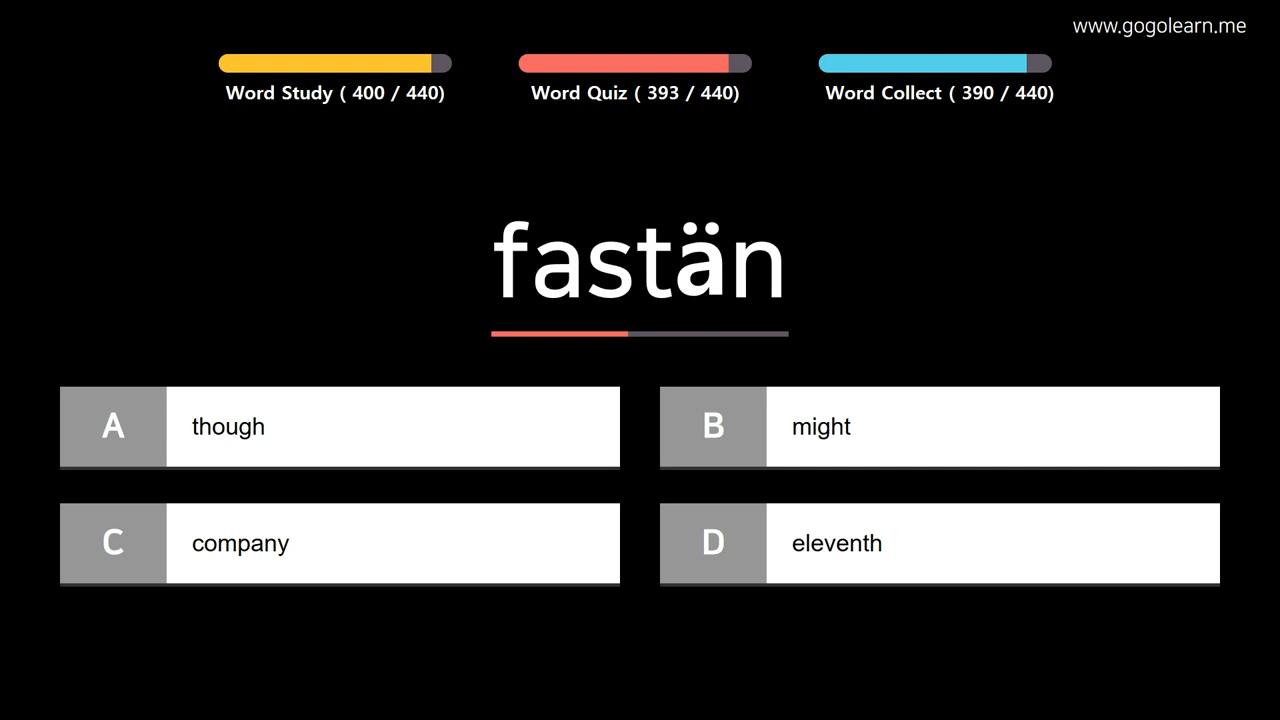 www.gogolearn.me
Word Study ( 400 / 440)
Word Quiz ( 393 / 440)
Word Collect ( 390 / 440)
fastän
A though
B might
C company
D eleventh